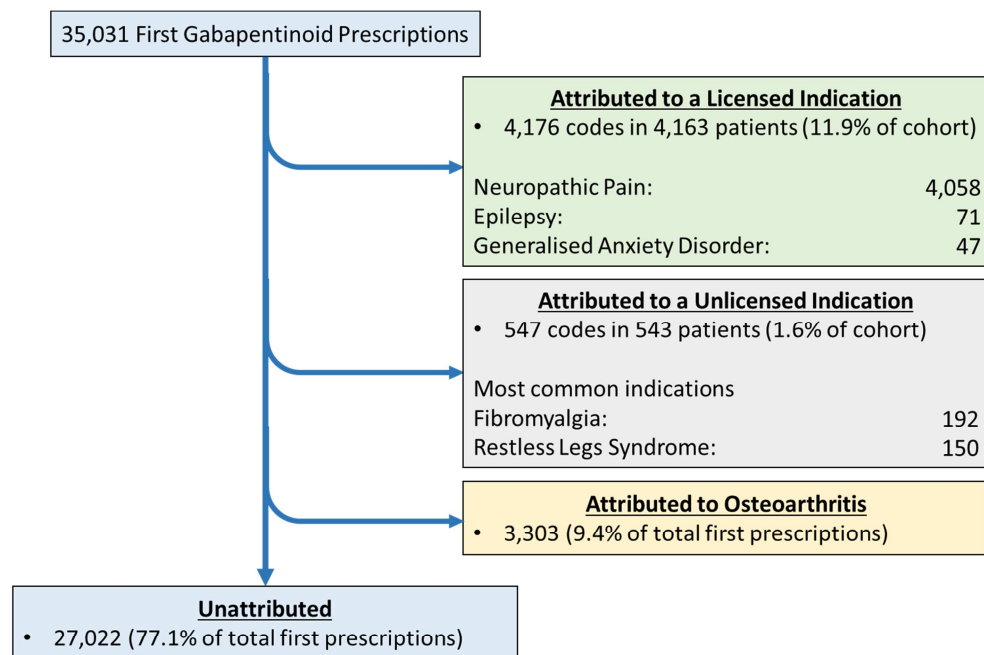 35,031 First Gabapentinoid Prescriptions
Attributed to a Licensed Indication
• 4,176 codes in 4,163 patients (11.9% of cohort)
Neuropathic Pain: 4,058
Epilepsy: 71
Generalised Anxiety Disorder: 47
Attributed to a Unlicensed Indication
• 547 codes in 543 patients (1.6% of cohort)
Most common indications
Fibromyalgia: 192
Restless Legs Syndrome: 150
Attributed to Osteoarthritis
• 3,303 (9.4% of total first prescriptions)
Unattributed
• 27,022 (77.1% of total first prescriptions)